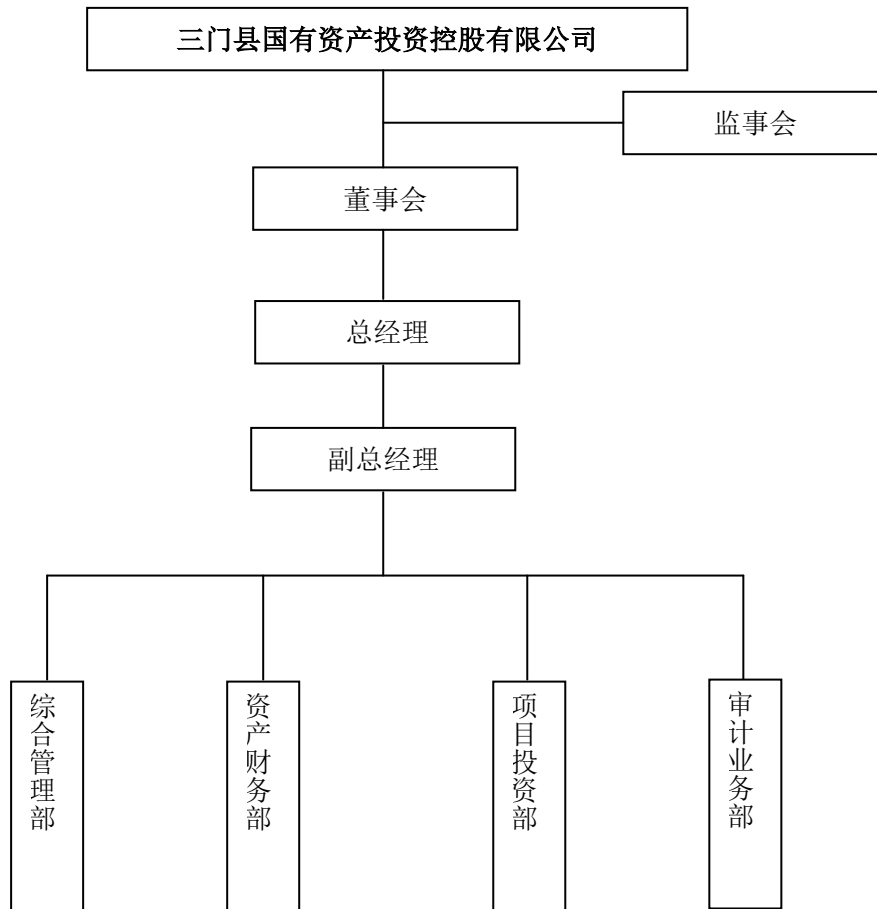 三门县国有资产投资控股有限公司
监事会
董事会
总经理
副总经理
综合管理部
资产财务部
项目投资部
审计业务部